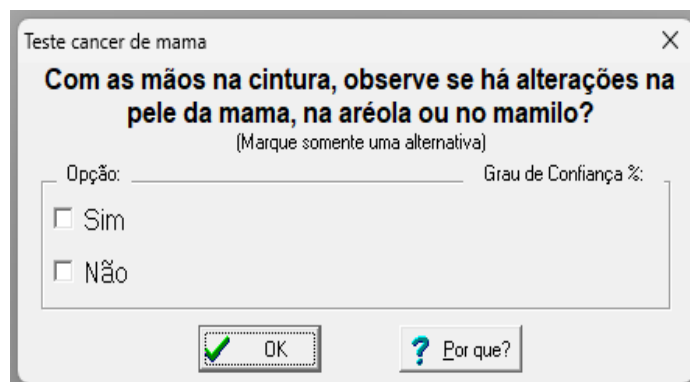 Teste cancer de mama
Com as mãos na cintura, observe se há alterações na
pele da mama, na aréola ou no mamilo?
(Marque somente uma alternativa)
Opção: Grau de Confiança %:
Sim
Não
OK ? Por que?